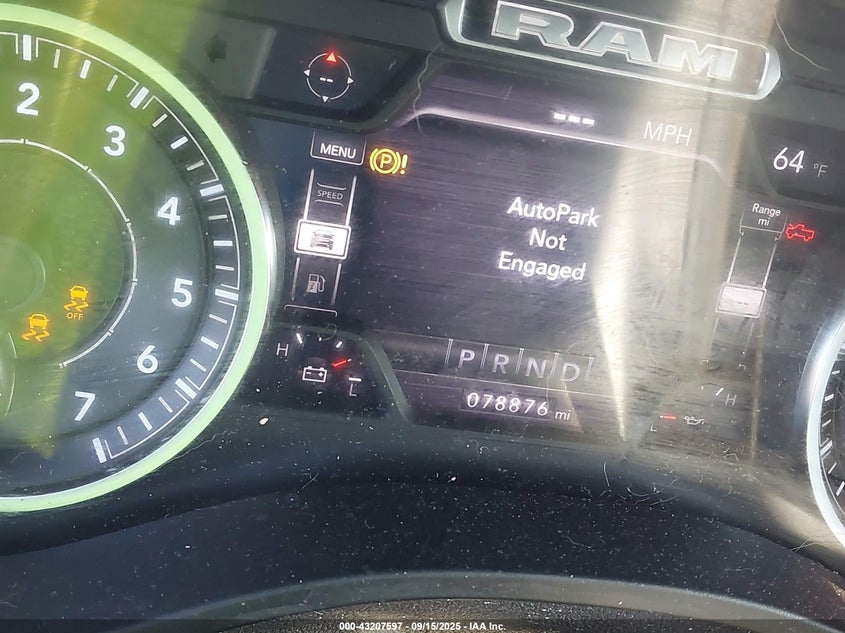 RAM
--
---
MPH
64 °F
MENU
P!
SPEED
AutoPark
Not
Engaged
Range
mi
--
2
3
4
5
6
7
OFF
H
L
P R N D
078876 mi
H
L
000-43207597 - 09/15/2025 - IAA Inc.